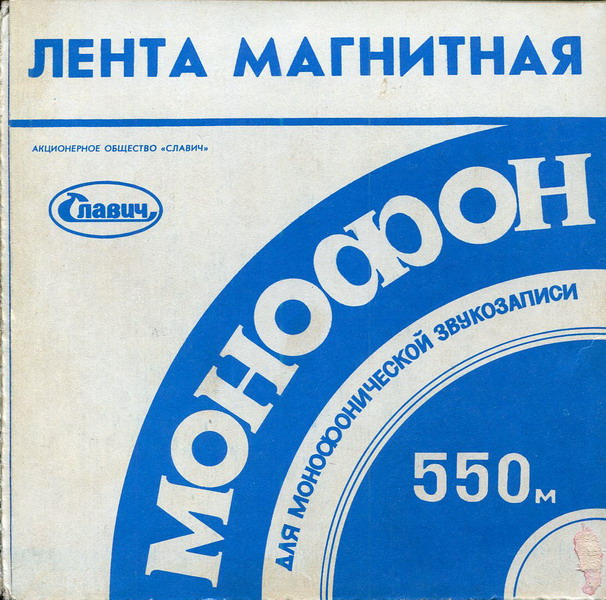 ЛЕНТА МАГНИТНАЯ
АКЦИОНЕРНОЕ ОБЩЕСТВО «СЛАВИЧ»
Славич
МОНОФОН
ДЛЯ МОНОФОНИЧЕСКОЙ ЗВУКОЗАПИСИ
550м